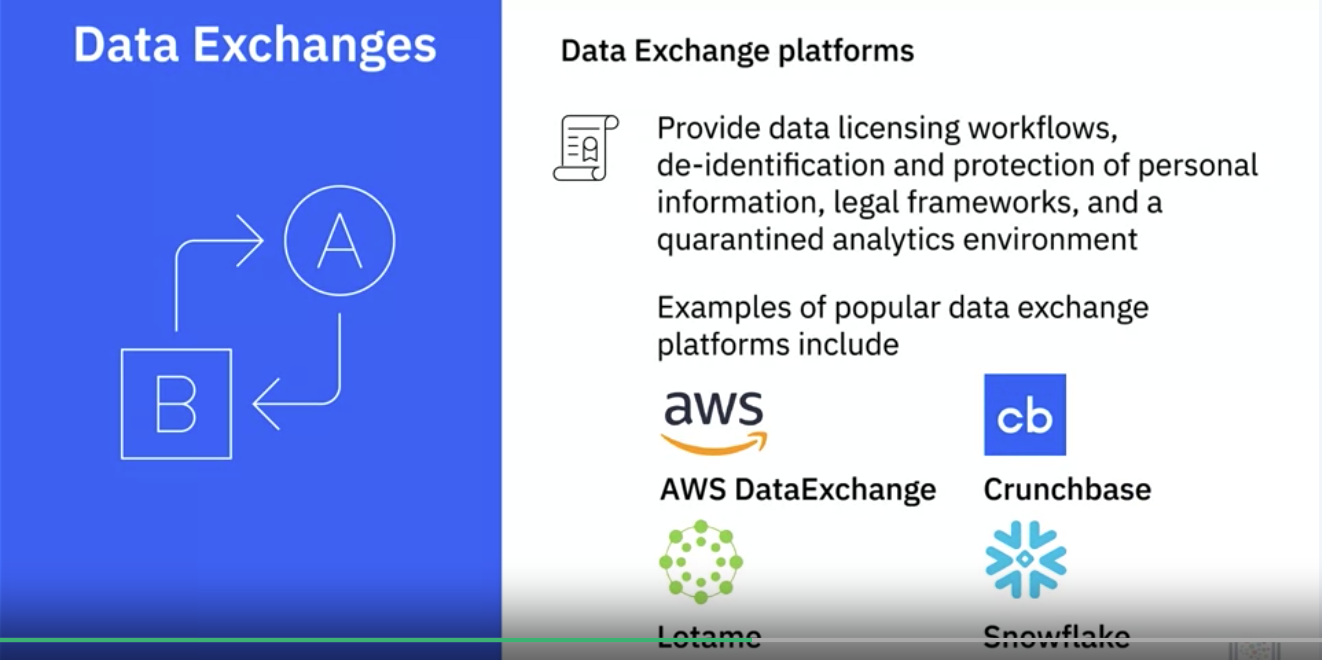 Data Exchanges
A
B
Data Exchange platforms
Provide data licensing workflows,
de-identification and protection of personal
information, legal frameworks, and a
quarantined analytics environment
Examples of popular data exchange
platforms include
aws
cb
AWS DataExchange
Crunchbase
Lotame
Snowflake